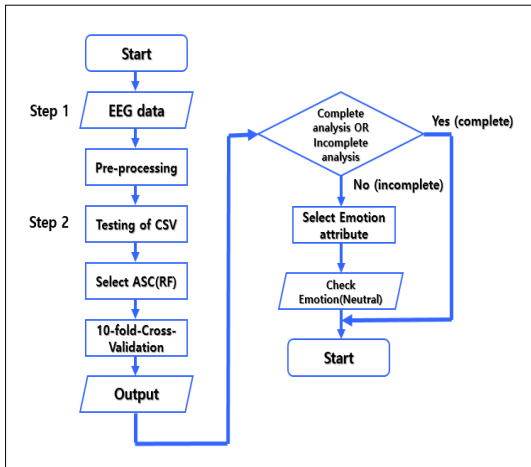 Start
Step 1
EEG data
Pre-processing
Step 2
Testing of CSV
Select ASC(RF)
10-fold-Cross-
Validation
Output
Complete
analysis OR
Incomplete
analysis
Yes (complete)
No (incomplete)
Select Emotion
attribute
Check
Emotion(Neutral)
Start